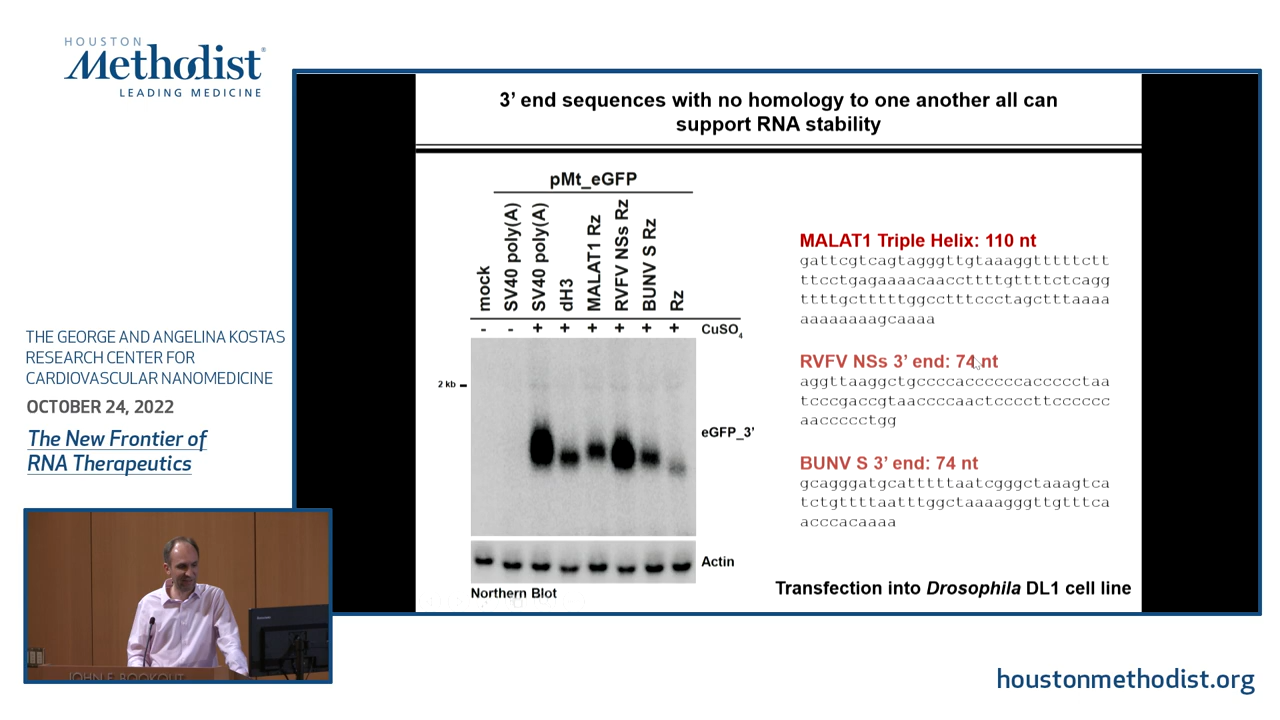 HOUSTON
Methodist®
LEADING MEDICINE
THE GEORGE AND ANGELINA KOSTAS
RESEARCH CENTER FOR
CARDIOVASCULAR NANOMEDICINE
OCTOBER 24, 2022
The New Frontier of
RNA Therapeutics
3' end sequences with no homology to one another all can
support RNA stability
pMt_eGFP
mock
SV40 poly(A)
SV40 poly(A)
dH3
MALAT1 Rz
RVFV NSs Rz
BUNV S Rz
Rz
- - + + + + + + CuSO4
2 kb
eGFP_3'
Actin
Northern Blot
MALAT1 Triple Helix: 110 nt
gattcgtcagtagggttgtaaaggtttttctt
ttcctgagaaaacaaccttttgttttctcagg
ttttgctttttggcctttccctagctttaaaa
aaaaaaaaagcaaaa
RVFV NSs 3' end: 74 nt
aggttaaggctgccccacccccccacccccctaa
tcccgaccgtaaccccaactccccttcccccc
aaccccctgg
BUNV S 3' end: 74 nt
gcagggatgcatttttaatcgggctaaagtca
tctgttttaatttggctaaaagggttgtttca
acccacaaaa
Transfection into Drosophila DL1 cell line
JOHN F BOOKOUT
houstonmethodist.org